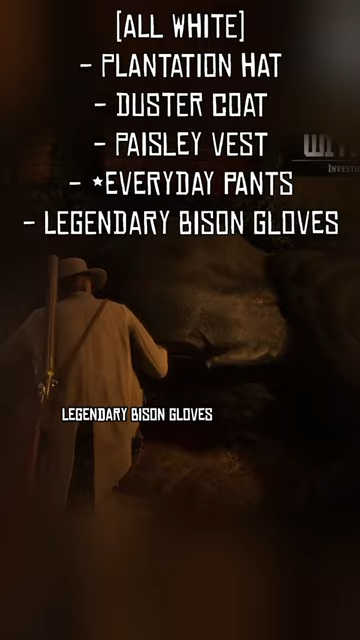 [ALL WHITE]
- PLANTATION HAT
- DUSTER COAT
- PAISLEY VEST
- *EVERYDAY PANTS
- LEGENDARY BISON GLOVES
LEGENDARY BISON GLOVES